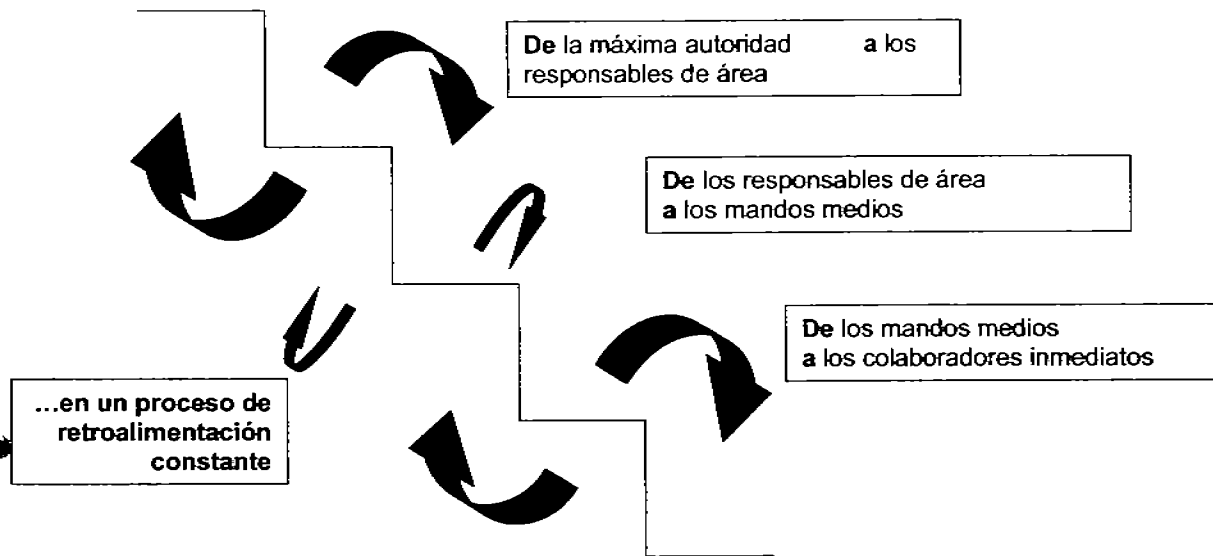 De la máxima autoridad a los
responsables de área
De los responsables de área
a los mandos medios
De los mandos medios
a los colaboradores inmediatos
...en un proceso de
retroalimentación
constante